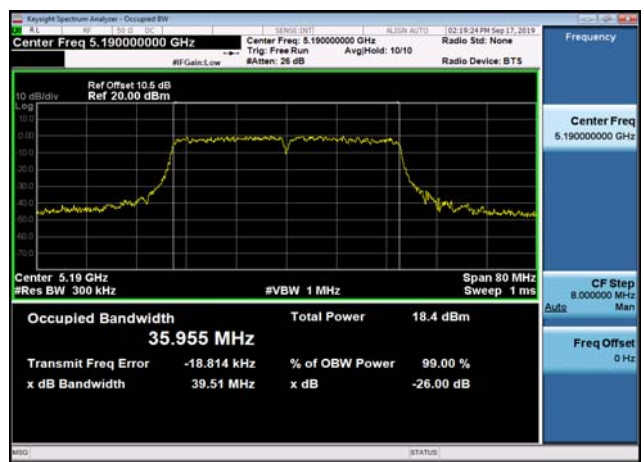 Keysight Spectrum Analyzer - Occupied BW
RL RF 50 Ω DC SENSE:INT ALIGN AUTO 02:19:24 PM Sep 17, 2019
Center Freq 5.190000000 GHz
Center Freq: 5.190000000 GHz
Radio Std: None
Trig: Free Run Avg|Hold: 10/10
#IFGain:Low
#Atten: 26 dB
Radio Device: BTS
Frequency
Ref Offset 10.5 dB
10 dB/div Ref 20.00 dBm
Log
10.0
0.00
-10.0
-20.0
-30.0
-40.0
-50.0
-60.0
-70.0
Center 5.19 GHz
Span 80 MHz
#Res BW 300 kHz
#VBW 1 MHz
Sweep 1 ms
Occupied Bandwidth
35.955 MHz
Total Power 18.4 dBm
Transmit Freq Error -18.814 kHz
% of OBW Power 99.00 %
x dB Bandwidth 39.51 MHz
x dB -26.00 dB
Center Freq
5.190000000 GHz
CF Step
8.000000 MHz
Auto Man
Freq Offset
0 Hz
MSG
STATUS